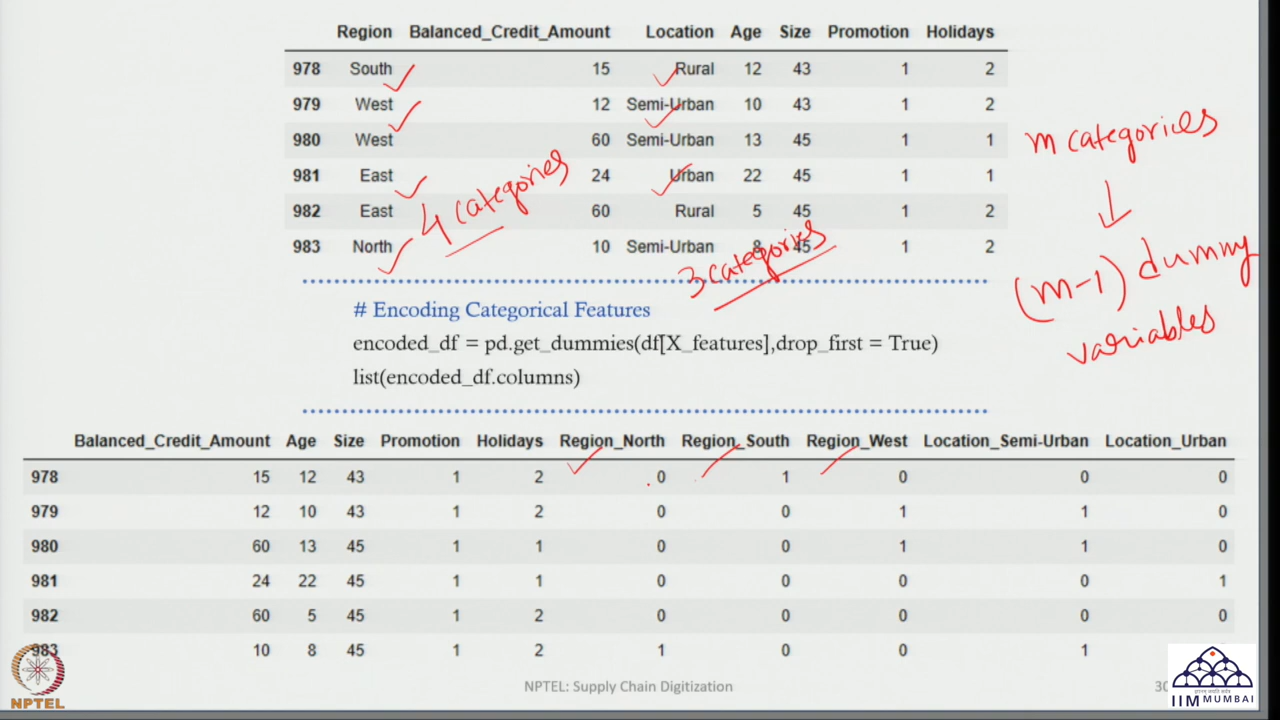 Region Balanced_Credit_Amount Location Age Size Promotion Holidays
978 South 15 Rural 12 43 1 2
979 West 12 Semi-Urban 10 43 1 2
980 West 60 Semi-Urban 13 45 1 1
981 East 24 Urban 22 45 1 1
982 East 60 Rural 5 45 1 2
983 North 10 Semi-Urban 8 45 1 2
4 categories
3 categories
m categories
(m-1) dummy
variables
# Encoding Categorical Features
encoded_df = pd.get_dummies(df[X_features],drop_first = True)
list(encoded_df.columns)
Balanced_Credit_Amount Age Size Promotion Holidays Region_North Region_South Region_West Location_Semi-Urban Location_Urban
978 15 12 43 1 2 0 1 0 0 0
979 12 10 43 1 2 0 0 1 1 0
980 60 13 45 1 1 0 0 1 1 0
981 24 22 45 1 1 0 0 0 0 1
982 60 5 45 1 2 0 0 0 0 0
983 10 8 45 1 2 1 0 0 1
NPTEL
NPTEL: Supply Chain Digitization
30
IIM MUMBAI